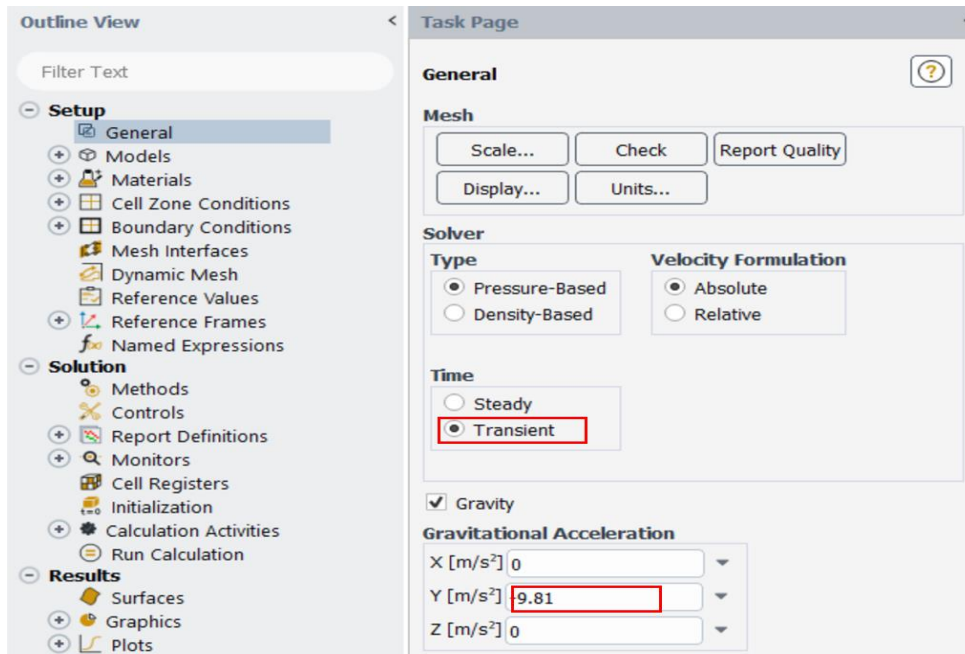 Outline View <
Filter Text
Setup
General
Models
Materials
Cell Zone Conditions
Boundary Conditions
Mesh Interfaces
Dynamic Mesh
Reference Values
Reference Frames
Named Expressions
Solution
Methods
Controls
Report Definitions
Monitors
Cell Registers
Initialization
Calculation Activities
Run Calculation
Results
Surfaces
Graphics
Plots
Task Page
General
Mesh
Scale... Check Report Quality
Display... Units...
Solver
Type Velocity Formulation
Pressure-Based Absolute
Density-Based Relative
Time
Steady
Transient
Gravity
Gravitational Acceleration
X [m/s²] 0
Y [m/s²] -9.81
Z [m/s²] 0